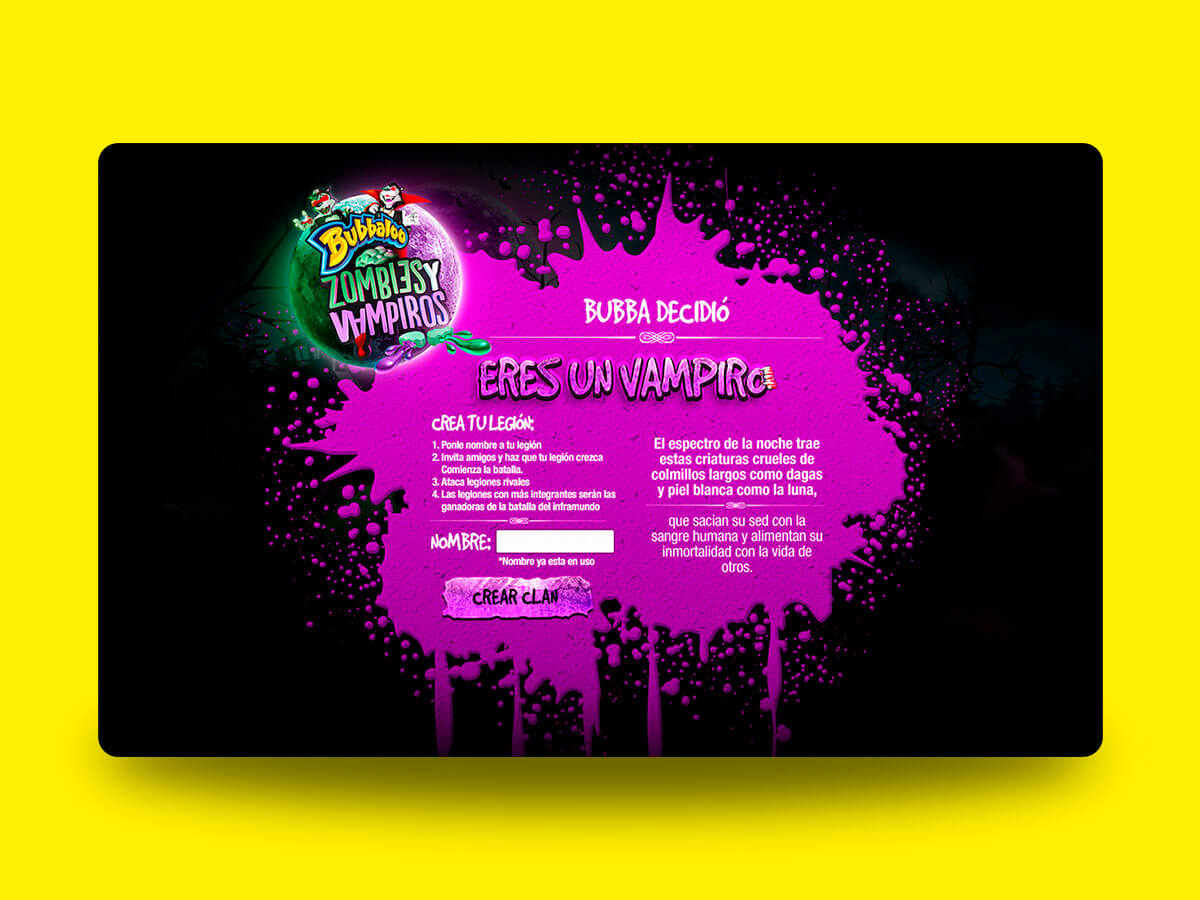 Bubbaloo
ZOMBIES Y
VAMPIROS
BUBBA DECIDIÓ
ERES UN VAMPIRO
CREA TU LEGIÓN:
1. Ponle nombre a tu legión
2. Invita amigos y haz que tu legión crezca
Comienza la batalla.
3. Ataca legiones rivales
4. Las legiones con más integrantes serán las
ganadoras de la batalla del inframundo
NOMBRE:
*Nombre ya esta en uso
CREAR CLAN
El espectro de la noche trae
estas criaturas crueles de
colmillos largos como dagas
y piel blanca como la luna,
que sacian su sed con la
sangre humana y alimentan su
inmortalidad con la vida de
otros.